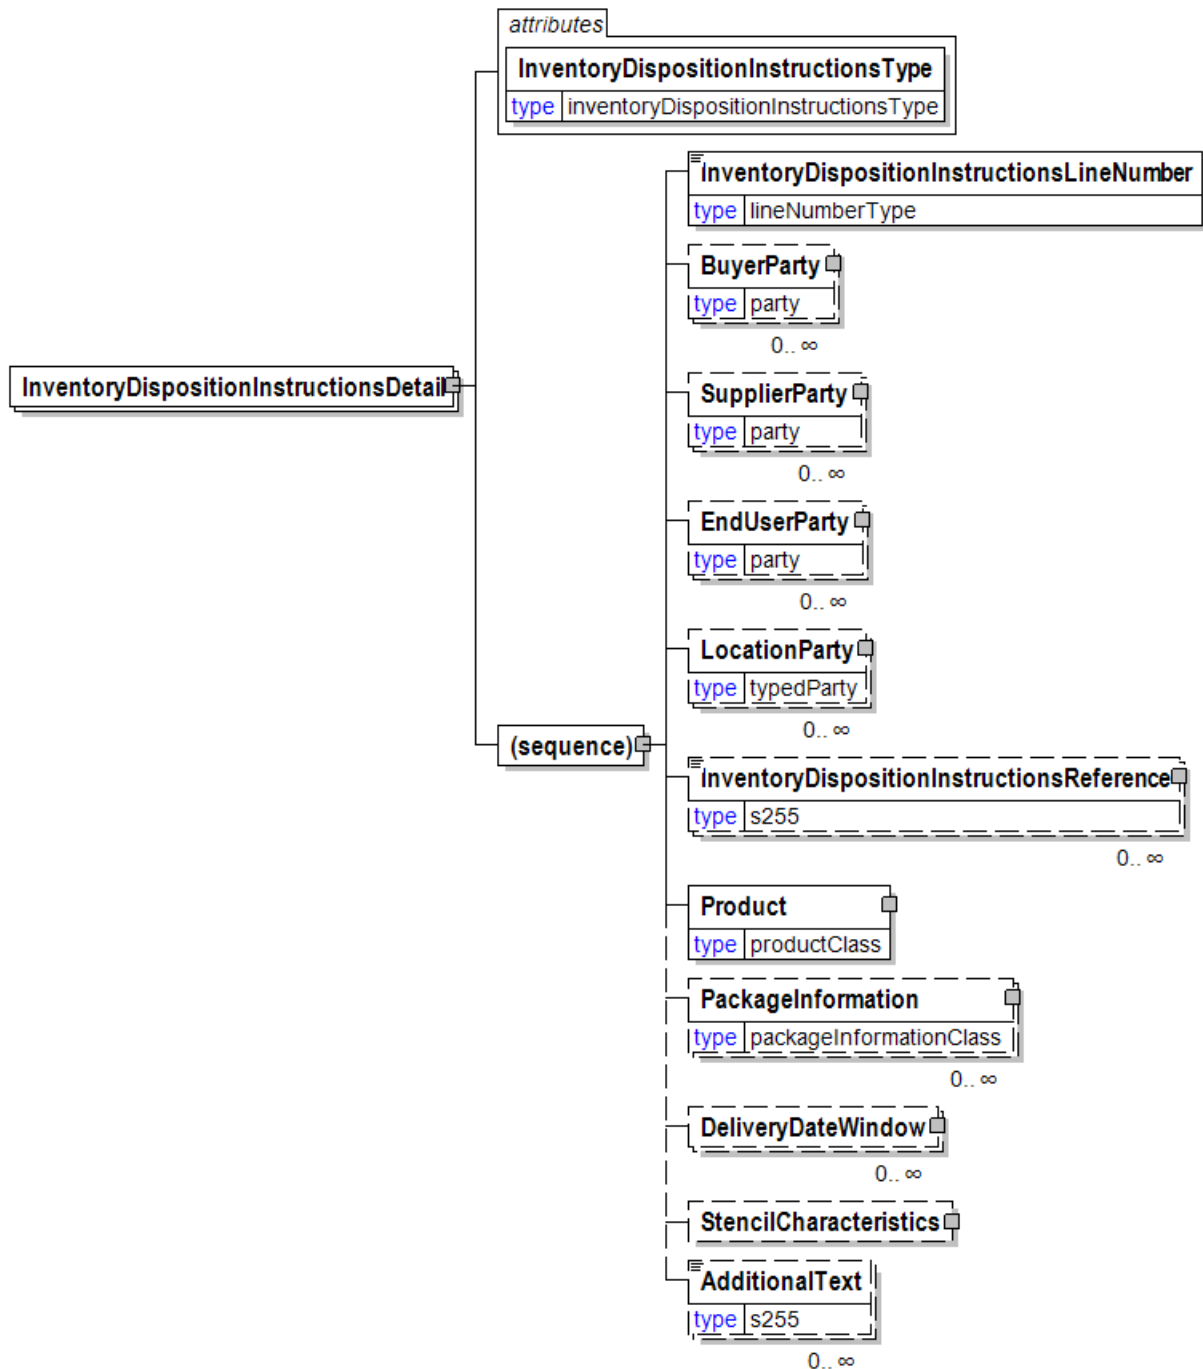 attributes
InventoryDispositionInstructionsType
type inventoryDispositionInstructionsType
InventoryDispositionInstructionsLineNumber
type lineNumberType
BuyerParty
type party
0.. ∞
InventoryDispositionInstructionsDetail
SupplierParty
type party
0.. ∞
EndUserParty
type party
0.. ∞
LocationParty
type typedParty
0.. ∞
(sequence)
InventoryDispositionInstructionsReference
type s255
0.. ∞
Product
type productClass
PackageInformation
type packageInformationClass
0.. ∞
DeliveryDateWindow
0.. ∞
StencilCharacteristics
AdditionalText
type s255
0.. ∞